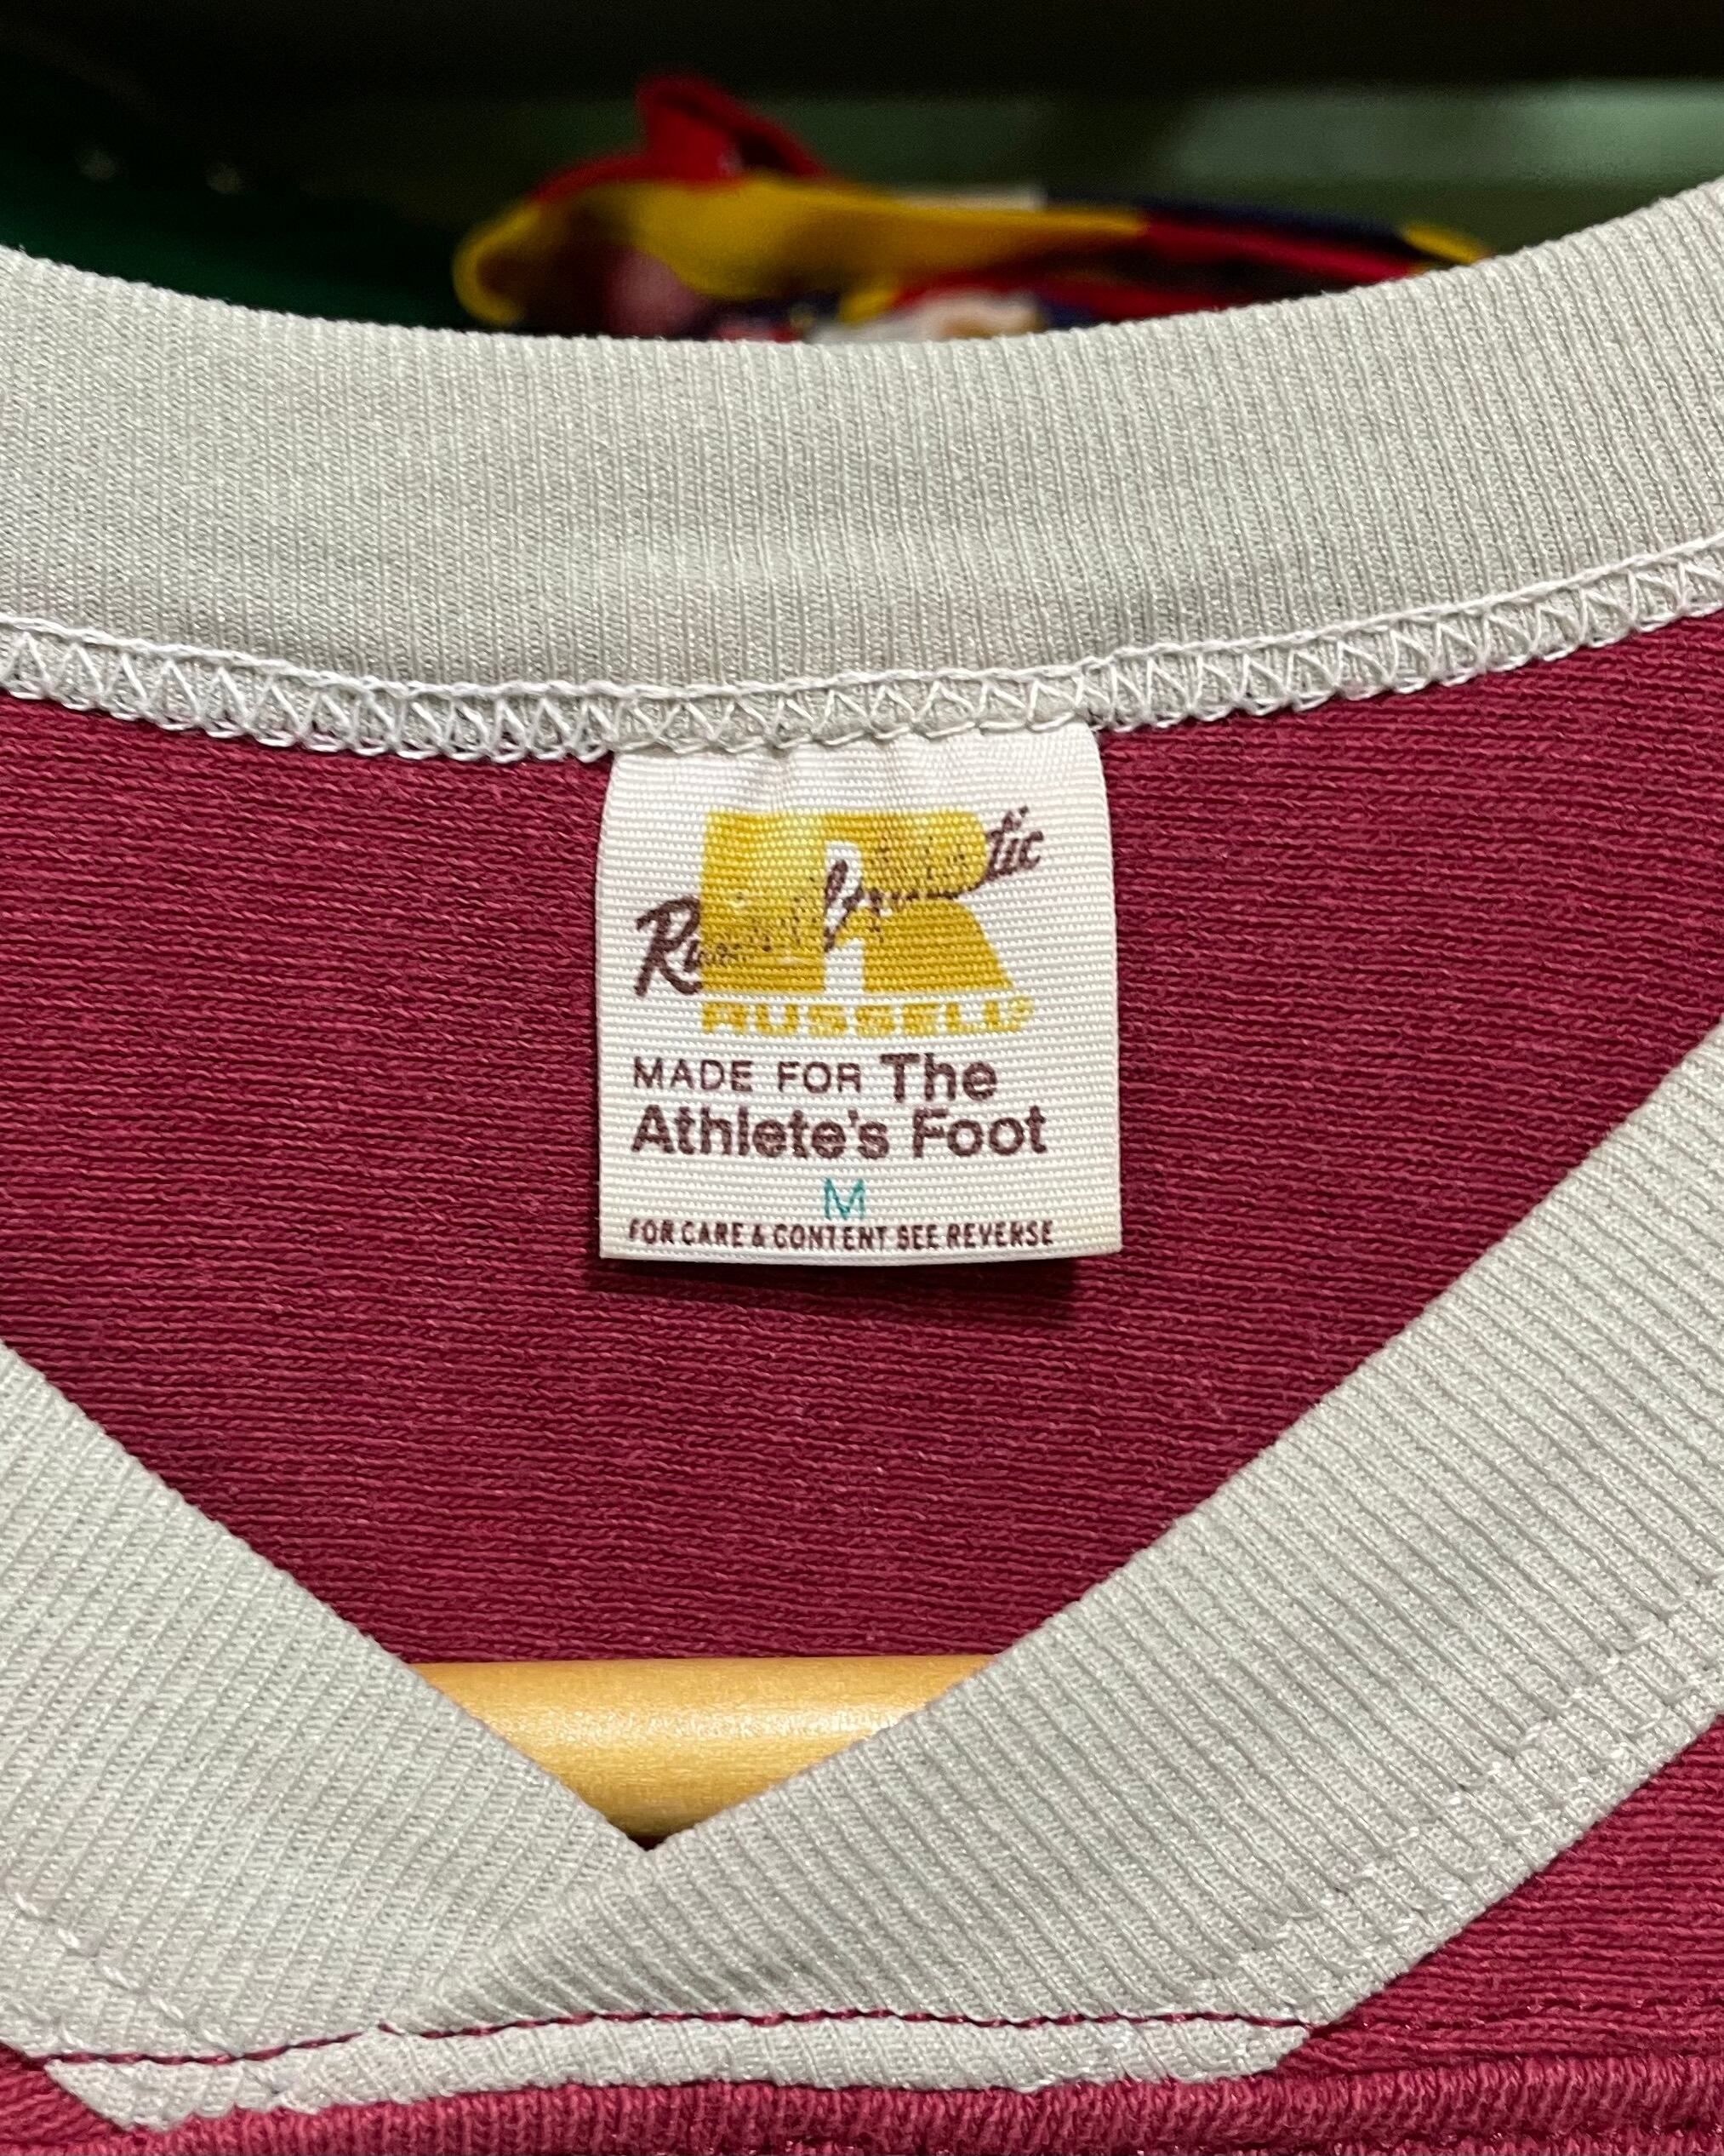 RUSSELL
MADE FOR The
Athlete's Foot
M
FOR CARE & CONTENT SEE REVERSE